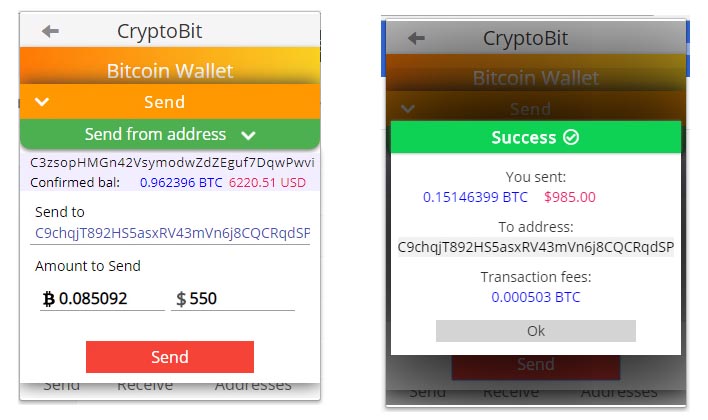 CryptoBit
Bitcoin Wallet
Send
Send from address
C3zsopHMGn42VsymodwZdZEguf7DqwPwvi
Confirmed bal: 0.962396 BTC 6220.51 USD
Send to
C9chqjT892HS5asxRV43mVn6j8CQCRqdSP
Amount to Send
₿ 0.085092 $ 550
Send
Send Receive Addresses
CryptoBit
Bitcoin Wallet
Send
Success
You sent:
0.15146399 BTC $985.00
To address:
C9chqjT892HS5asxRV43mVn6j8CQCRqdSP
Transaction fees:
0.000503 BTC
Ok
Send
Send Receive Addresses